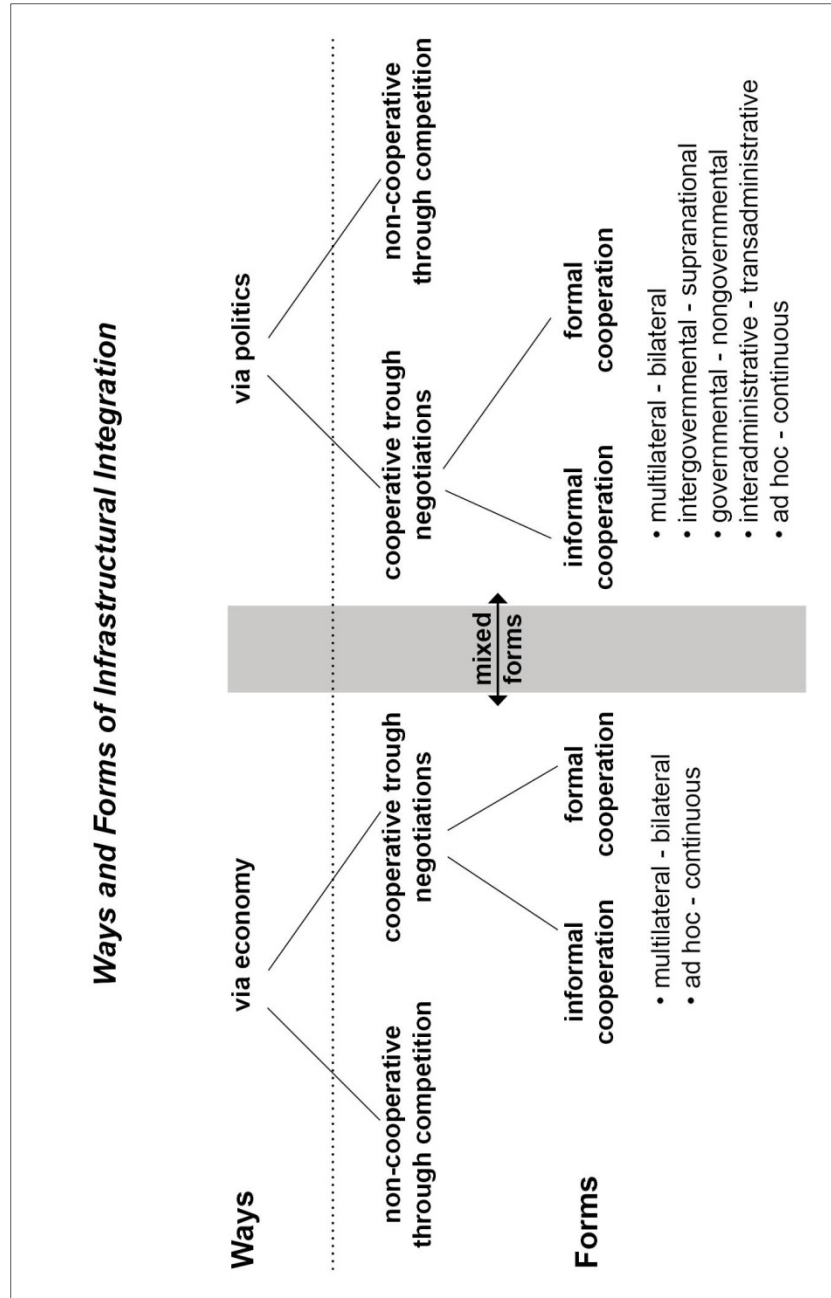 Ways and Forms of Infrastructural Integration
Ways
via economy
via politics
non-cooperative
through competition
cooperative trough
negotiations
cooperative trough
negotiations
non-cooperative
through competition
mixed
forms
Forms
informal
cooperation
formal
cooperation
informal
cooperation
formal
cooperation
• multilateral - bilateral
• ad hoc - continuous
• multilateral - bilateral
• intergovernmental - supranational
• governmental - nongovernmental
• interadministrative - transadministrative
• ad hoc - continuous